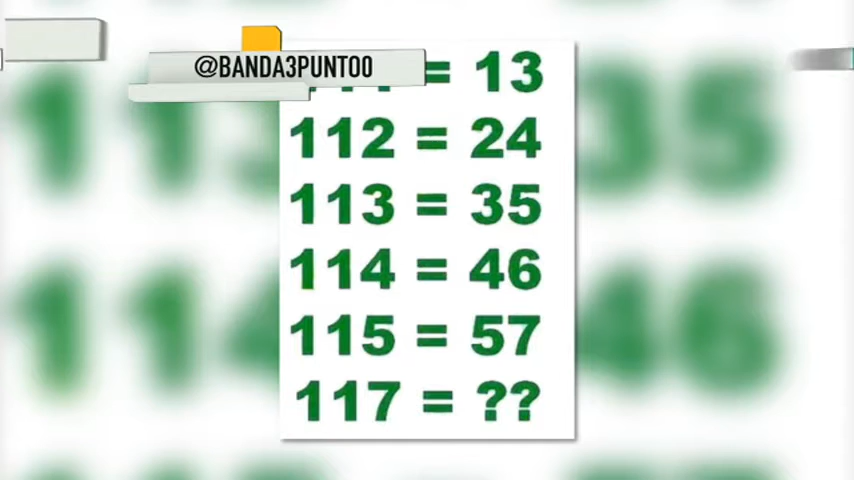 @BANDA3PUNTO0
= 13
112 = 24
113 = 35
114 = 46
115 = 57
117 = ??